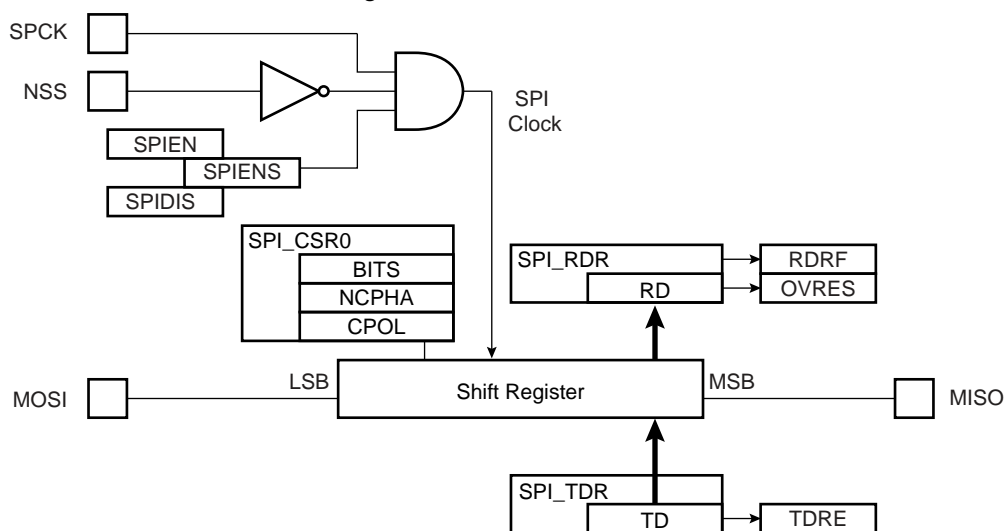 SPCK
NSS
SPI
Clock
SPIEN
SPIENS
SPIDIS
SPI_CSR0
BITS
NCPHA
CPOL
SPI_RDR
RD
RDRF
OVRES
LSB
Shift Register
MSB
MOSI
MISO
SPI_TDR
TD
TDRE